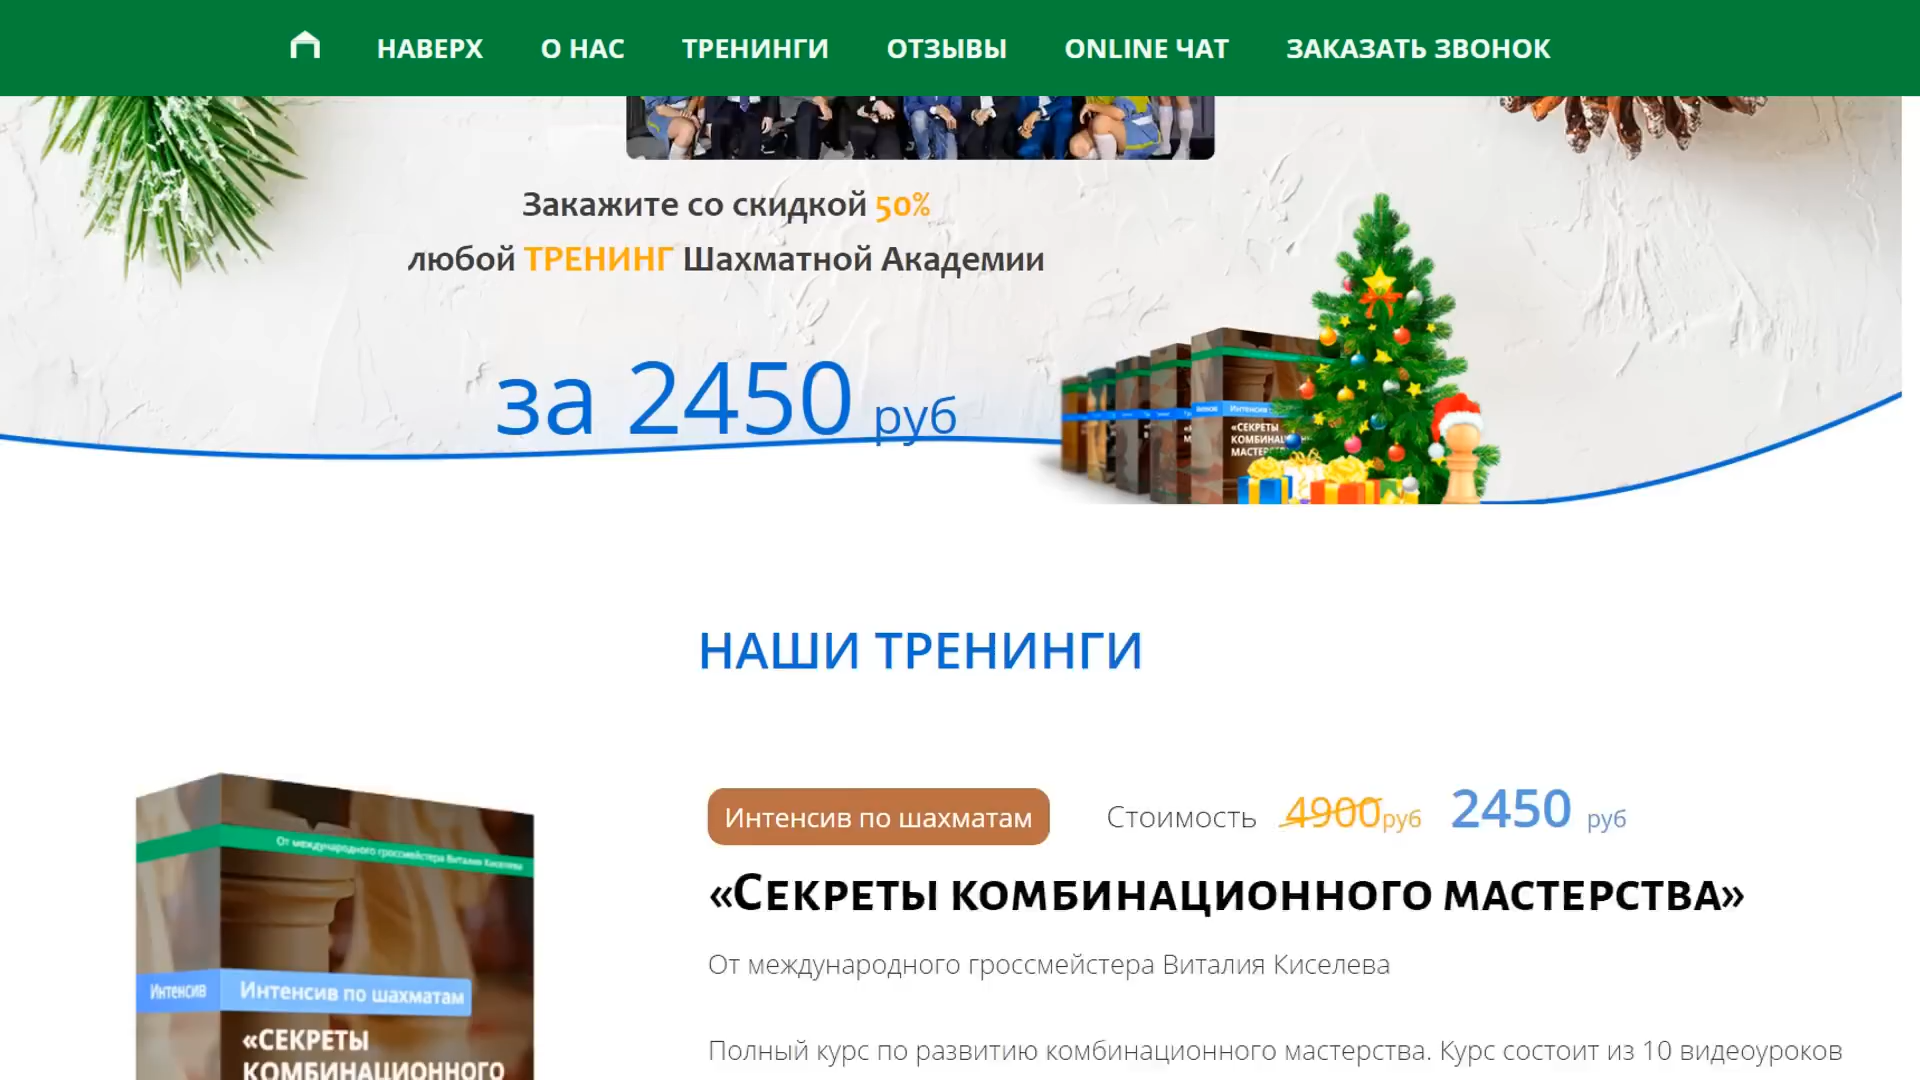 НАВЕРХ О НАС ТРЕНИНГИ ОТЗЫВЫ ONLINE ЧАТ ЗАКАЗАТЬ ЗВОНОК
Закажите со скидкой 50%
любой ТРЕНИНГ Шахматной Академии
за 2450 руб
Интенсив
«СЕКРЕТЫ
НАШИ ТРЕНИНГИ
Интенсив по шахматам Стоимость 4900руб 2450 руб
«Секреты комбинационного мастерства»
От международного гроссмейстера Виталия Киселева
Полный курс по развитию комбинационного мастерства. Курс состоит из 10 видеоуроков
От международного гроссмейстера Виталия Киселева
Интенсив Интенсив по шахматам
«СЕКРЕТЫ
КОМБИНАЦИОННОГО